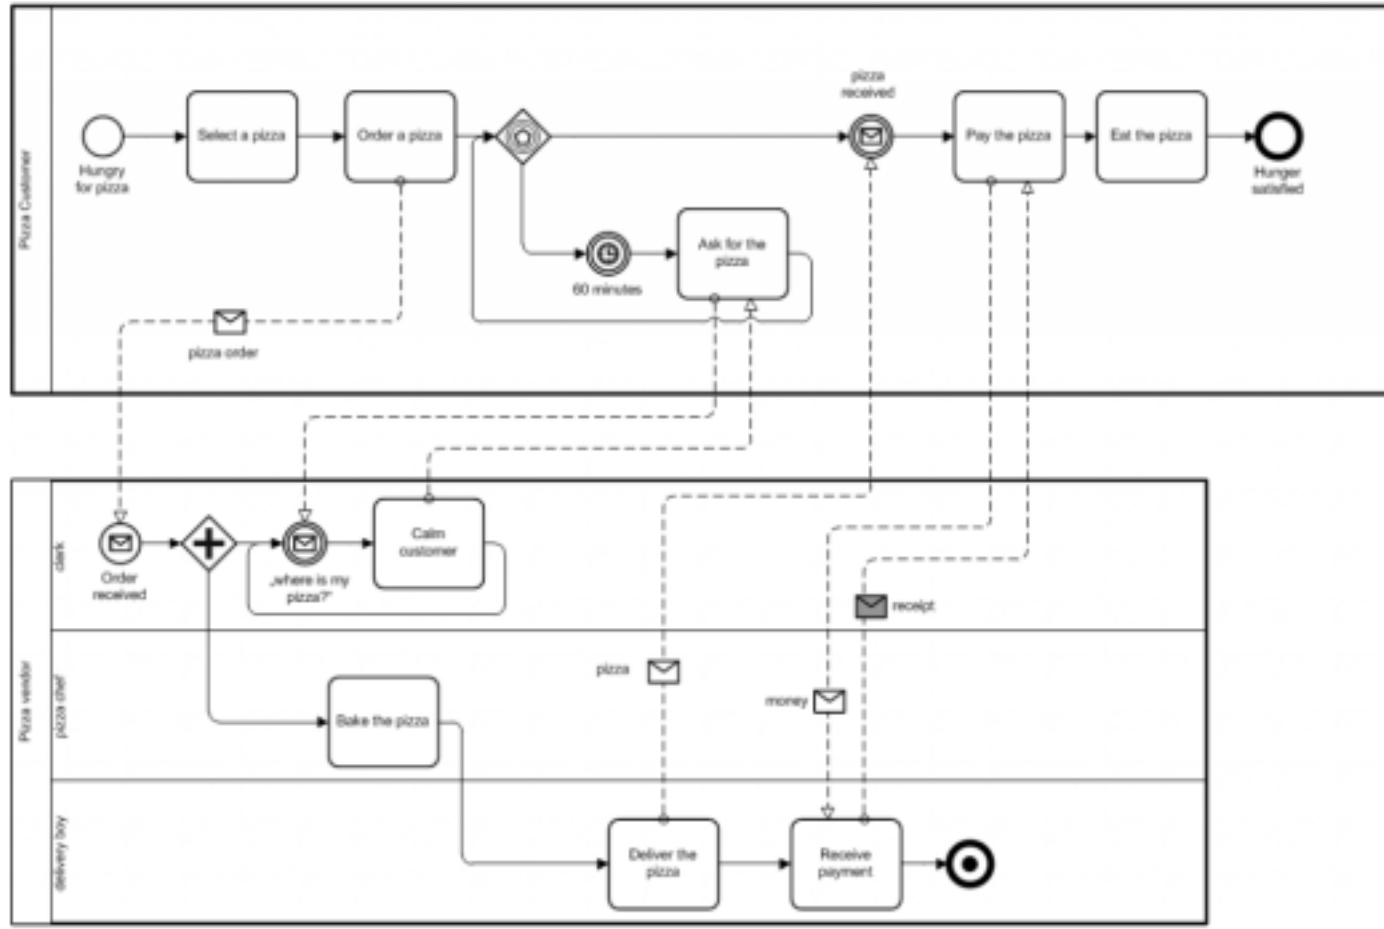 Pizza Customer
pizza
received
Select a pizza
Order a pizza
Pay the pizza
Eat the pizza
Hungry
for pizza
Hunger
satisfied
Ask for the
pizza
60 minutes
pizza order
Pizza vendor
clerk
Order
received
„where is my
pizza?"
Calm
customer
receipt
pizza chef
Bake the pizza
pizza
money
delivery boy
Deliver the
pizza
Receive
payment